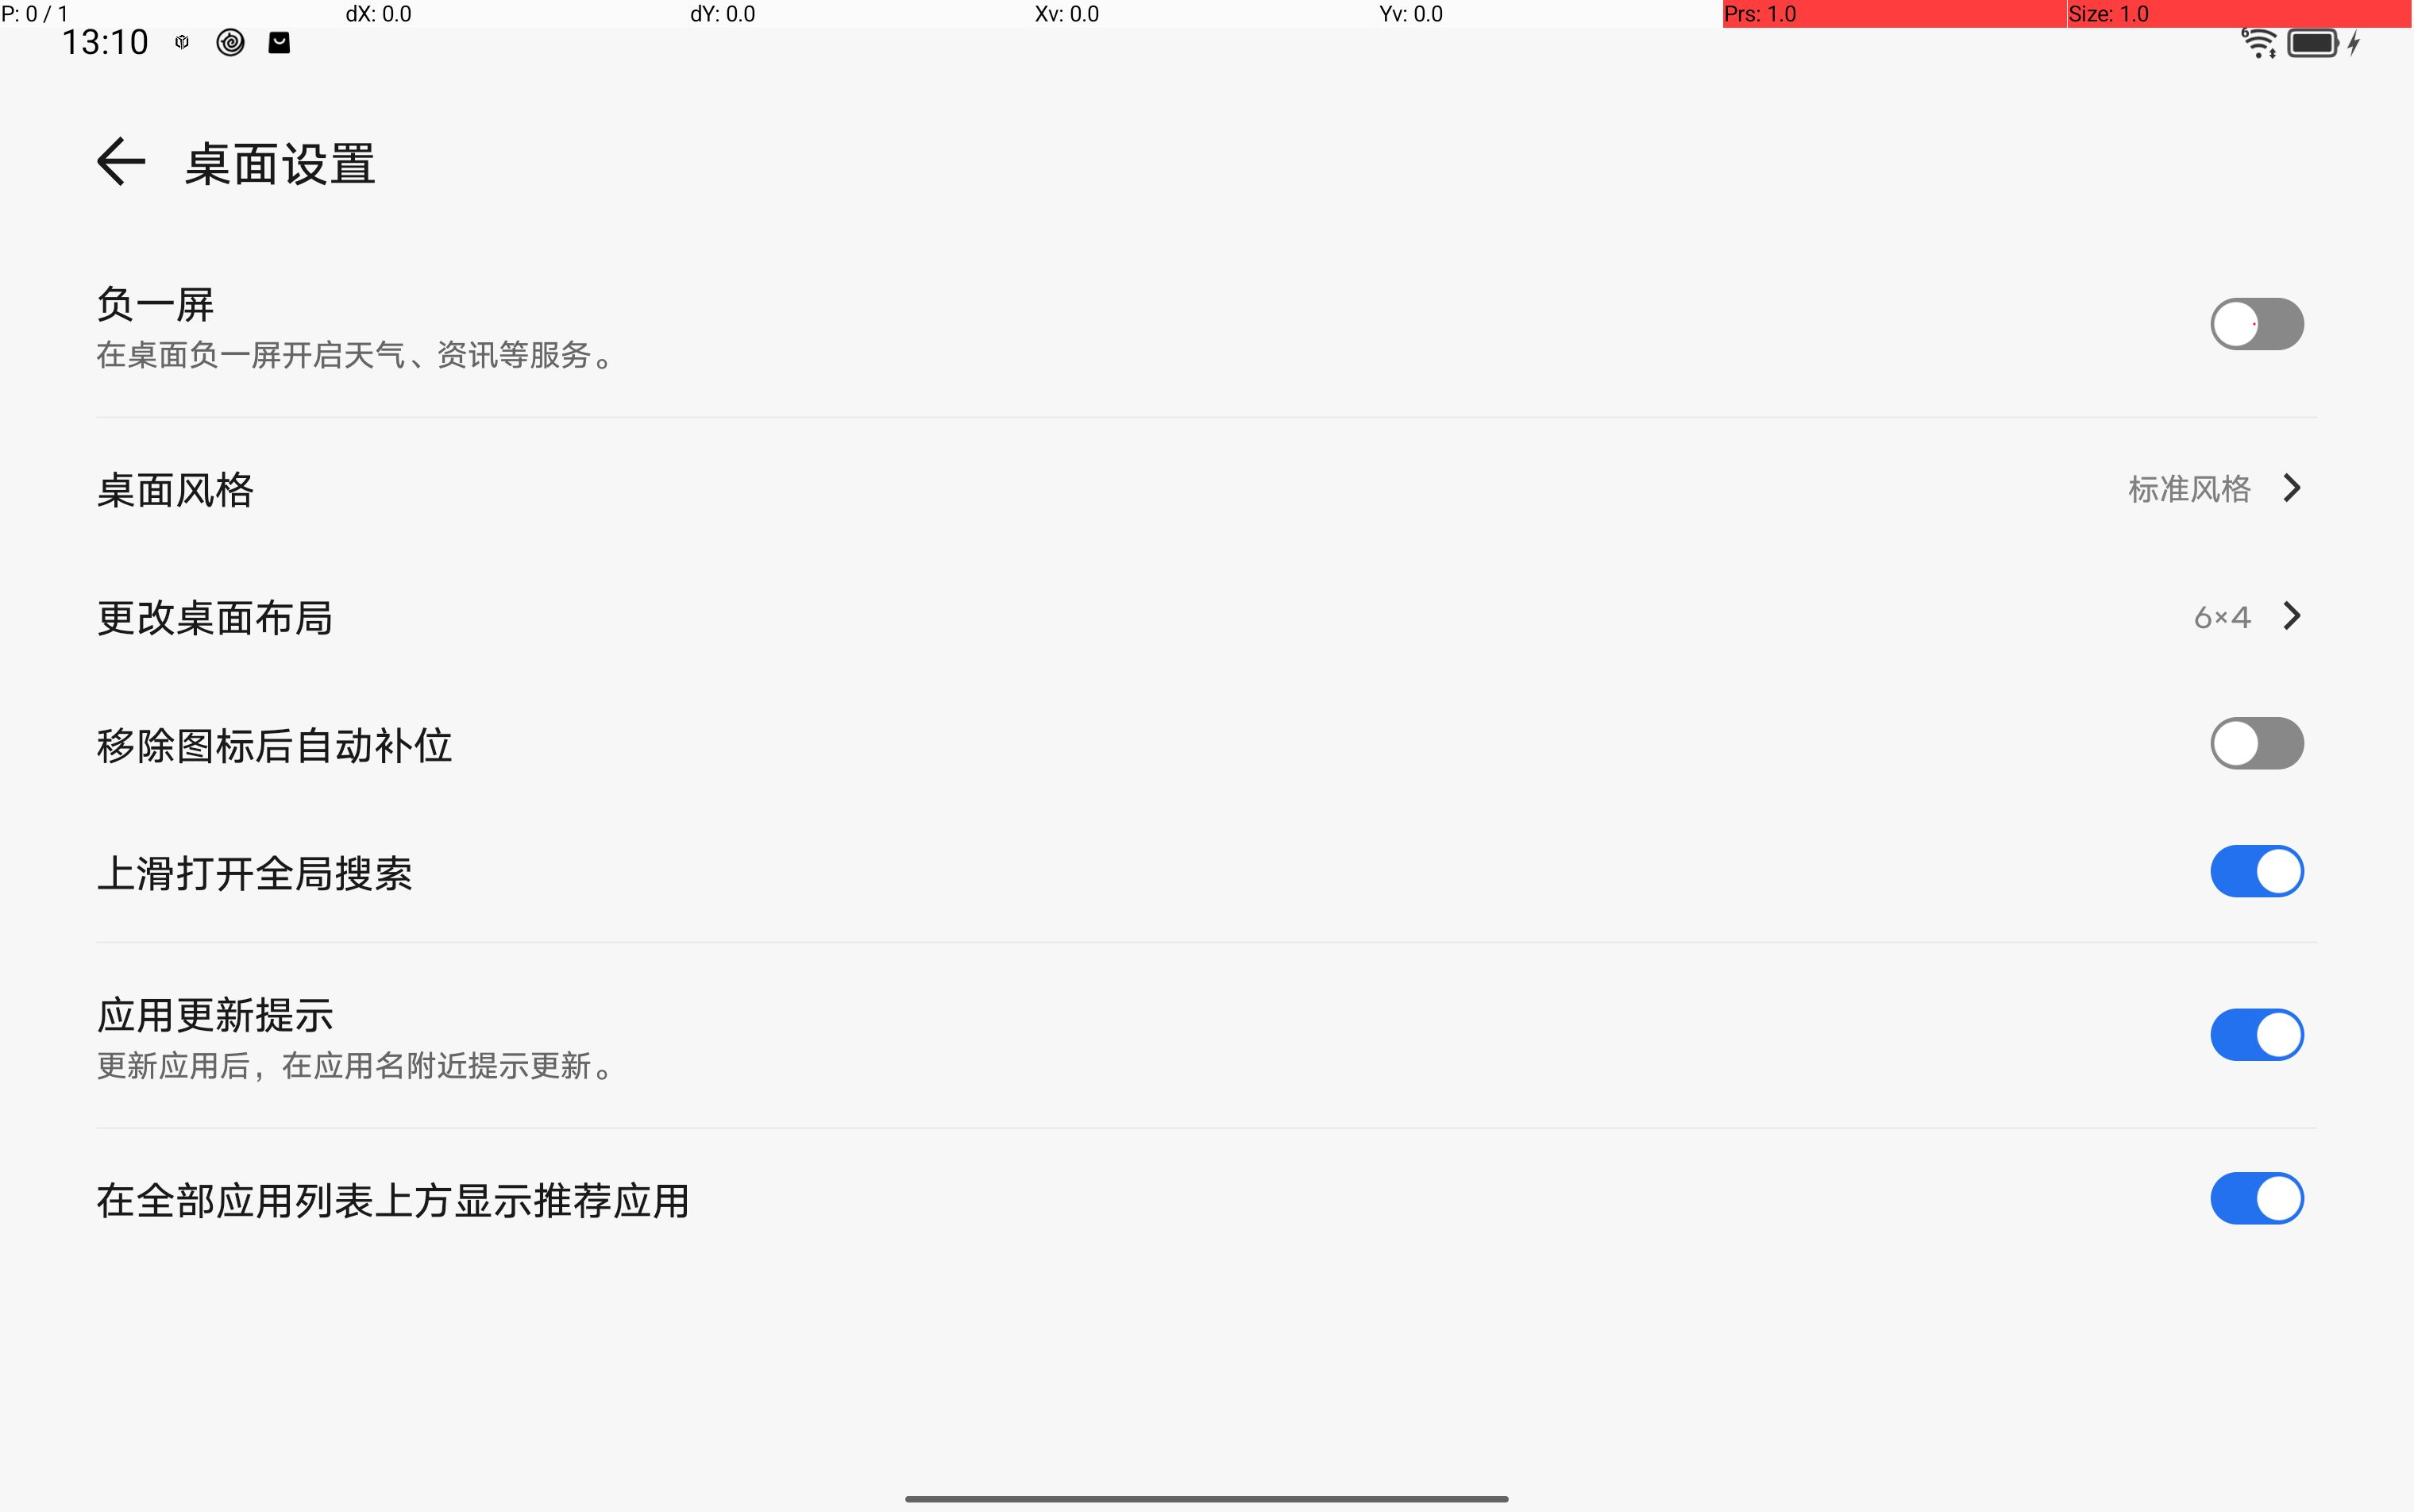 P: 0 / 1 dX: 0.0 dY: 0.0 Xv: 0.0 Yv: 0.0 Prs: 1.0 Size: 1.0
13:10 6
桌面设置
负一屏
在桌面负一屏开启天气、资讯等服务。
桌面风格 标准风格
更改桌面布局 6×4
移除图标后自动补位
上滑打开全局搜索
应用更新提示
更新应用后，在应用名附近提示更新。
在全部应用列表上方显示推荐应用